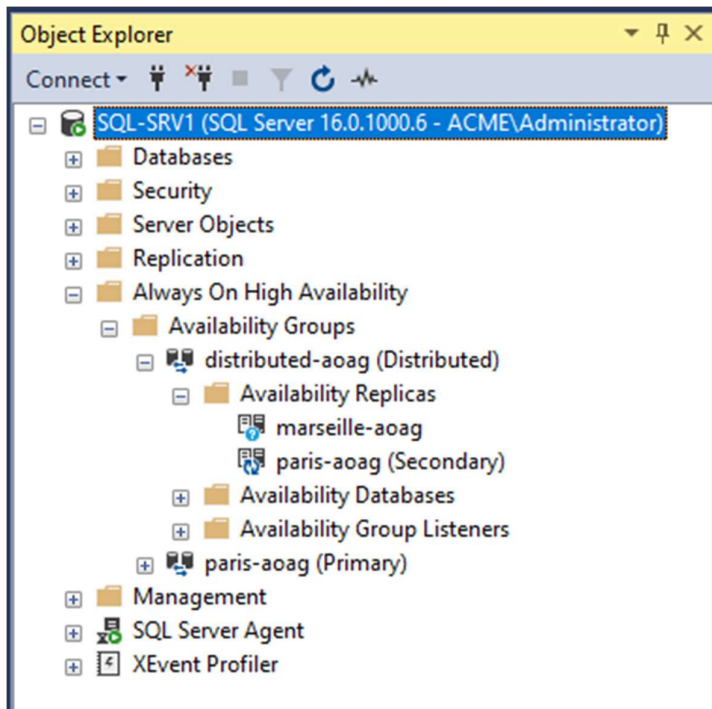 Object Explorer
Connect
SQL-SRV1 (SQL Server 16.0.1000.6 - ACME\Administrator)
Databases
Security
Server Objects
Replication
Always On High Availability
Availability Groups
distributed-aoag (Distributed)
Availability Replicas
marseille-aoag
paris-aoag (Secondary)
Availability Databases
Availability Group Listeners
paris-aoag (Primary)
Management
SQL Server Agent
XEvent Profiler